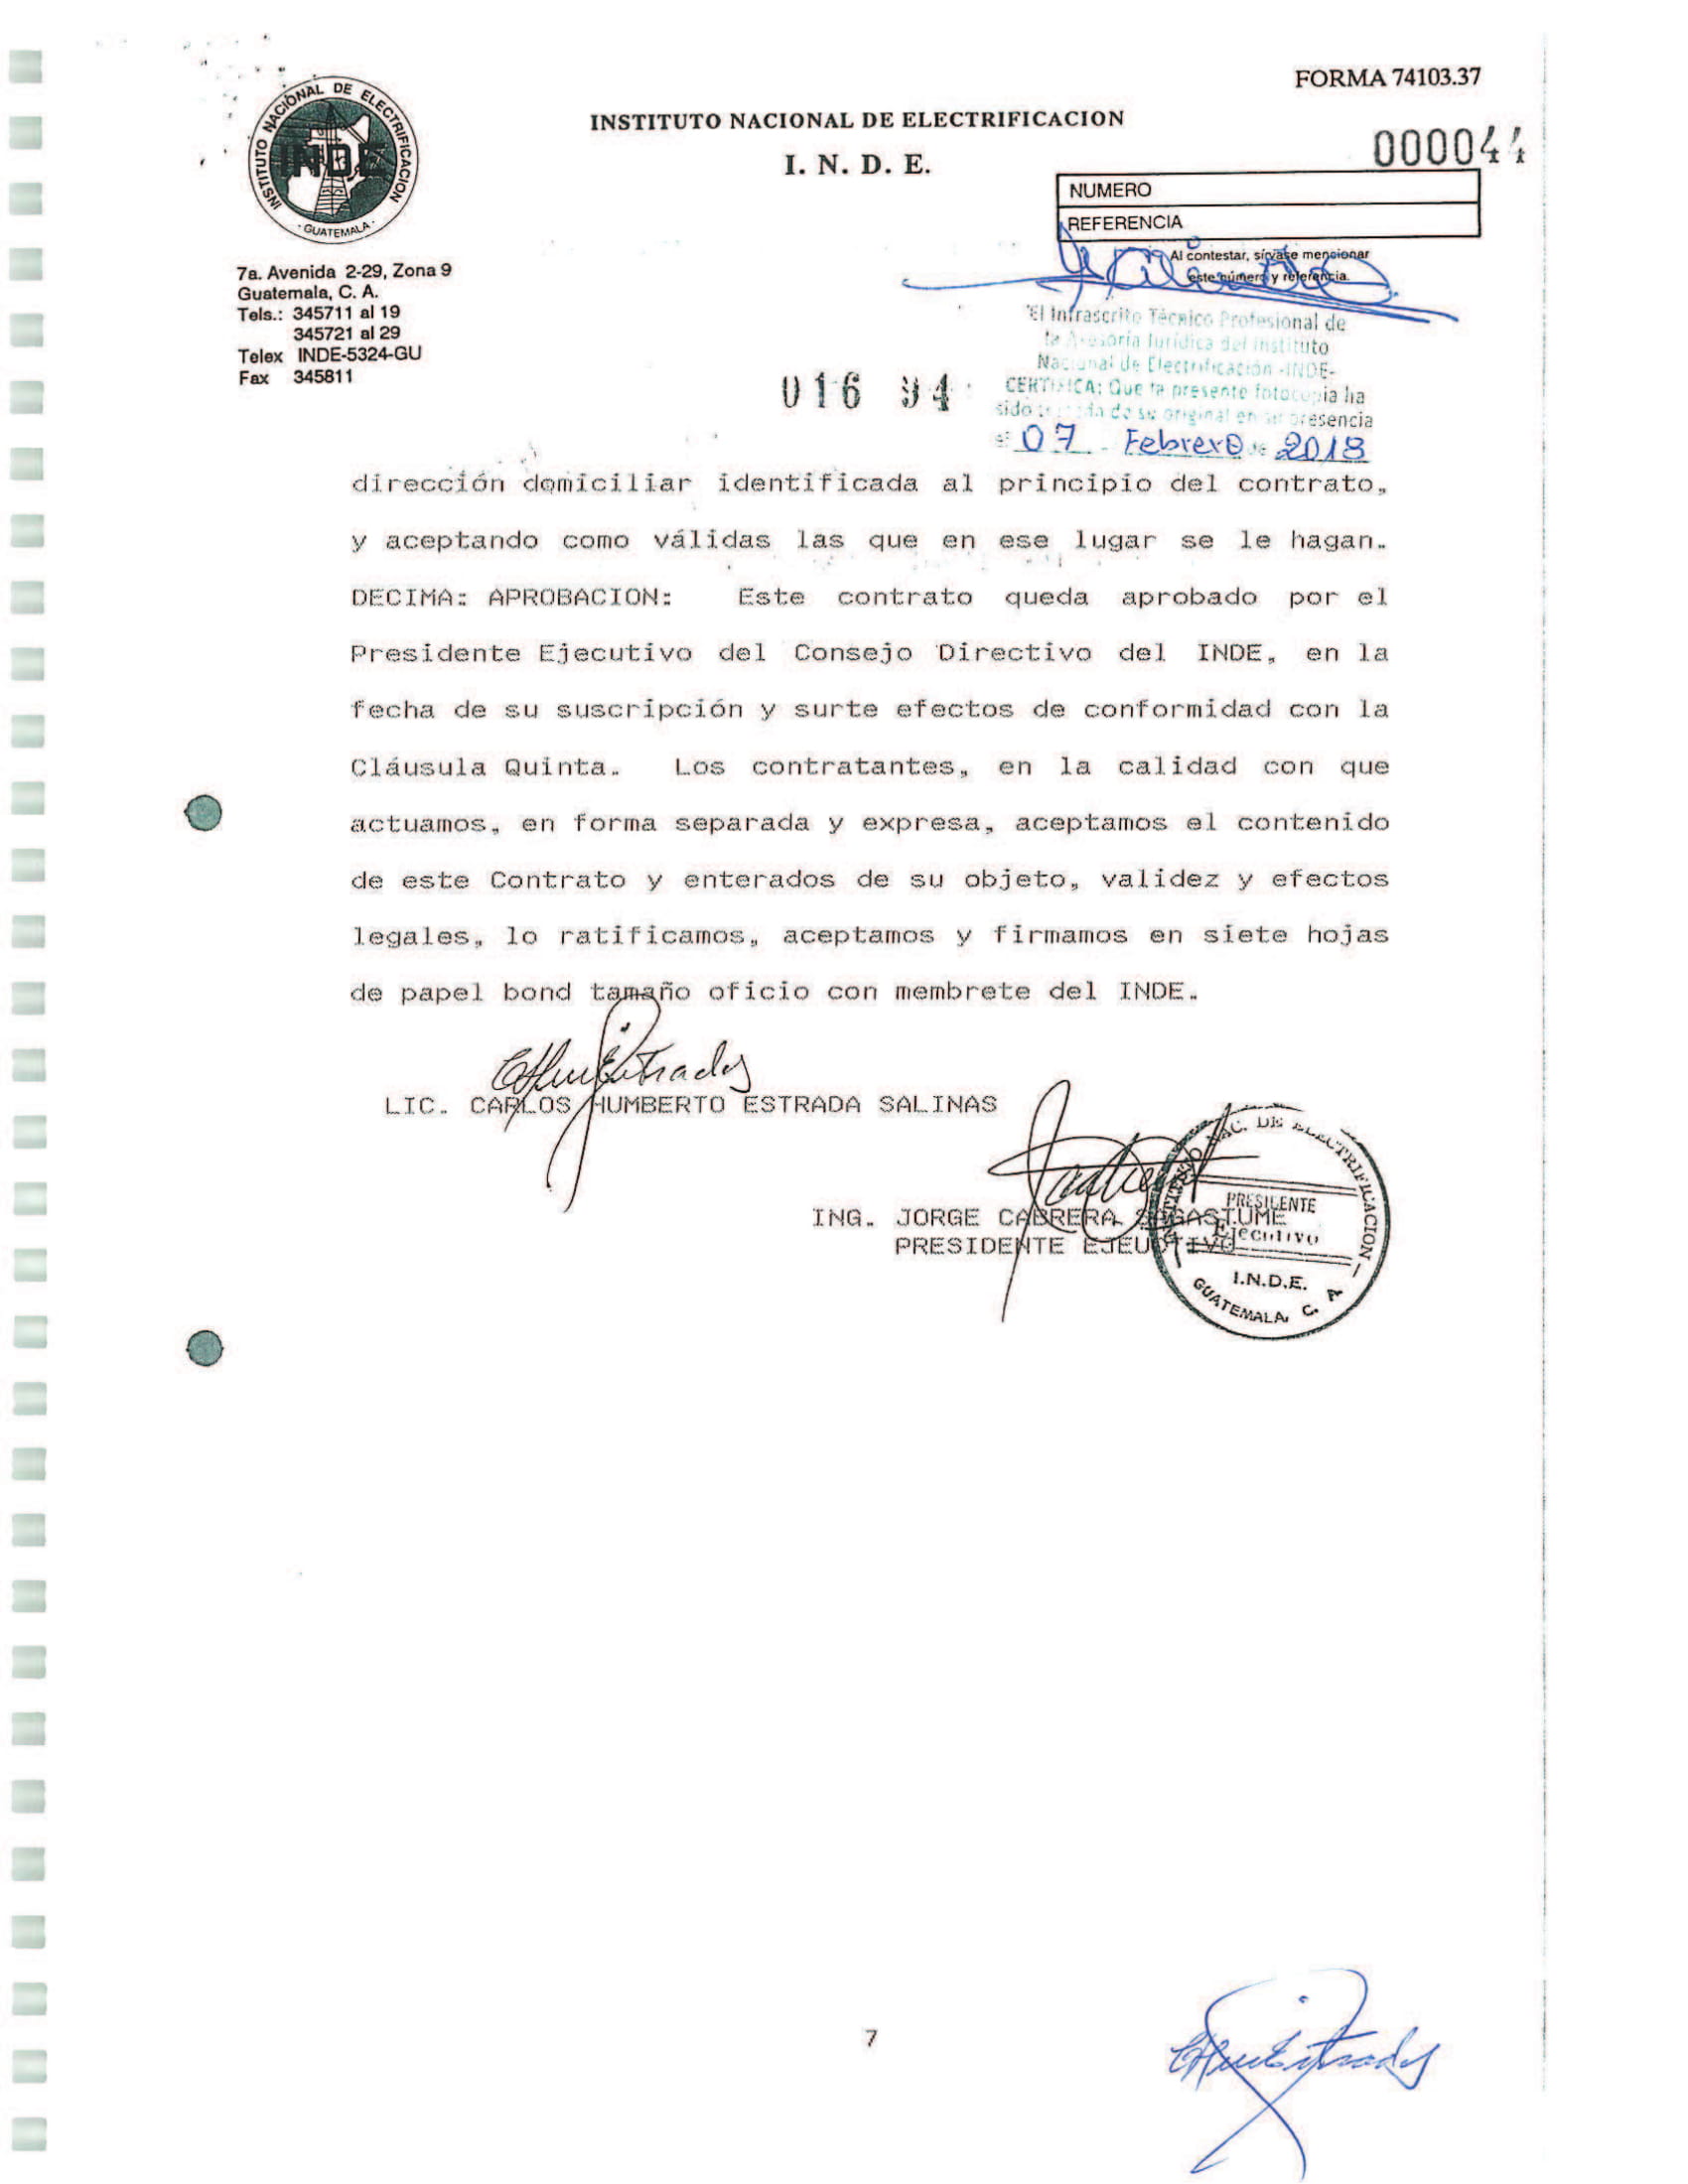 FORMA 74103.37
INSTITUTO NACIONAL DE ELECTRIFICACION
GUATEMALA
INDE
INSTITUTO NACIONAL DE ELECTRIFICACION
I. N. D. E.
000044
NUMERO
REFERENCIA
Al contestar, sírvase mencionar
este número y referencia.
7a. Avenida 2-29, Zona 9
Guatemala, C. A.
Tels.: 345711 al 19
345721 al 29
Telex INDE-5324-GU
Fax 345811
El Infrascrito Técnico Profesional de
la Asesoría Jurídica del Instituto
Nacional de Electrificación -INDE-
CERTIFICA: Que la presente fotocopia ha
sido de su original en su presencia
07 Febrero de 2018
016 94
dirección domiciliar identificada al principio del contrato,
y aceptando como válidas las que en ese lugar se le hagan.
DECIMA: APROBACION: Este contrato queda aprobado por el
Presidente Ejecutivo del Consejo Directivo del INDE, en la
fecha de su suscripción y surte efectos de conformidad con la
Cláusula Quinta. Los contratantes, en la calidad con que
actuamos, en forma separada y expresa, aceptamos el contenido
de este Contrato y enterados de su objeto, validez y efectos
legales, lo ratificamos, aceptamos y firmamos en siete hojas
de papel bond tamaño oficio con membrete del INDE.
LIC. CARLOS HUMBERTO ESTRADA SALINAS
ING. JORGE CABRERA SAGASTUME
PRESIDENTE EJEUCTIVO
INSTITUTO NAC. DE ELECTRIFICACION
PRESIDENTE
Ejecutivo
I.N.D.E.
GUATEMALA, C. A.
7